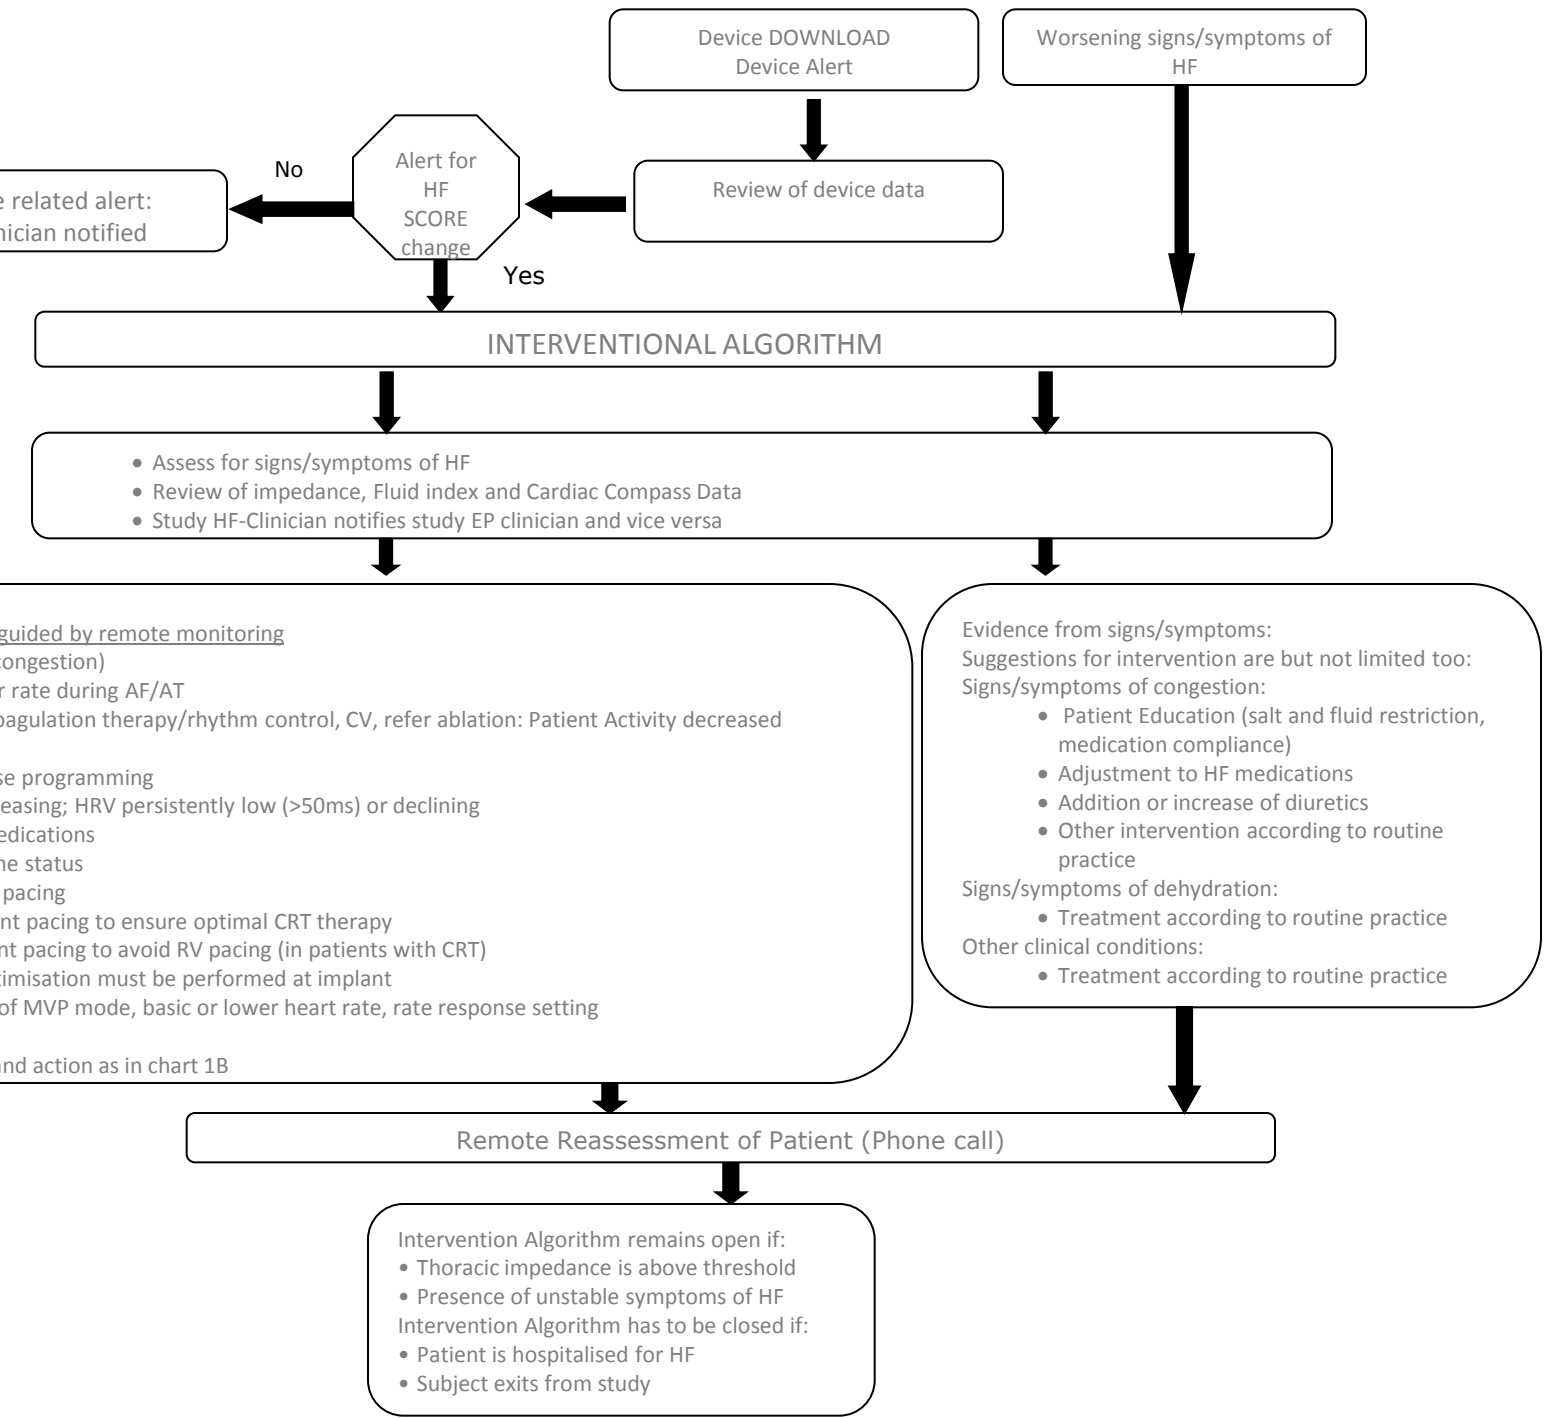 Device DOWNLOAD
Device Alert
Worsening signs/symptoms of
HF
Alert for
HF
SCORE
change
No
Review of device data
related alert:
notified
Yes
INTERVENTIONAL ALGORITHM
• Assess for signs/symptoms of HF
• Review of impedance, Fluid index and Cardiac Compass Data
• Study HF-Clinician notifies study EP clinician and vice versa
guided by remote monitoring
congestion)
rate during AF/AT
therapy/rhythm control, CV, refer ablation: Patient Activity decreased
programming
HRV persistently low (>50ms) or declining
status
pacing
pacing to ensure optimal CRT therapy
pacing to avoid RV pacing (in patients with CRT)
must be performed at implant
of MVP mode, basic or lower heart rate, rate response setting
action as in chart 1B
Evidence from signs/symptoms:
Suggestions for intervention are but not limited too:
Signs/symptoms of congestion:
• Patient Education (salt and fluid restriction,
medication compliance)
• Adjustment to HF medications
• Addition or increase of diuretics
• Other intervention according to routine
practice
Signs/symptoms of dehydration:
• Treatment according to routine practice
Other clinical conditions:
• Treatment according to routine practice
Remote Reassessment of Patient (Phone call)
Intervention Algorithm remains open if:
• Thoracic impedance is above threshold
• Presence of unstable symptoms of HF
Intervention Algorithm has to be closed if:
• Patient is hospitalised for HF
• Subject exits from study